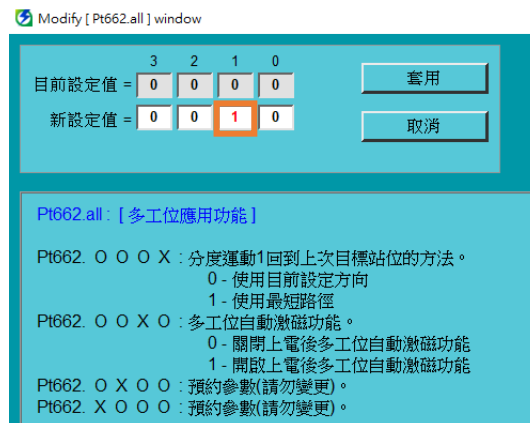 Modify [ Pt662.all ] window
3 2 1 0
目前設定值 = 0 0 0 0 套用
新設定值 = 0 0 1 0 取消
Pt662.all : [ 多工位應用功能 ]
Pt662. O O O X : 分度運動1回到上次目標站位的方法。
0 - 使用目前設定方向
1 - 使用最短路徑
Pt662. O O X O : 多工位自動激磁功能。
0 - 關閉上電後多工位自動激磁功能
1 - 開啟上電後多工位自動激磁功能
Pt662. O X O O : 預約參數(請勿變更)。
Pt662. X O O O : 預約參數(請勿變更)。